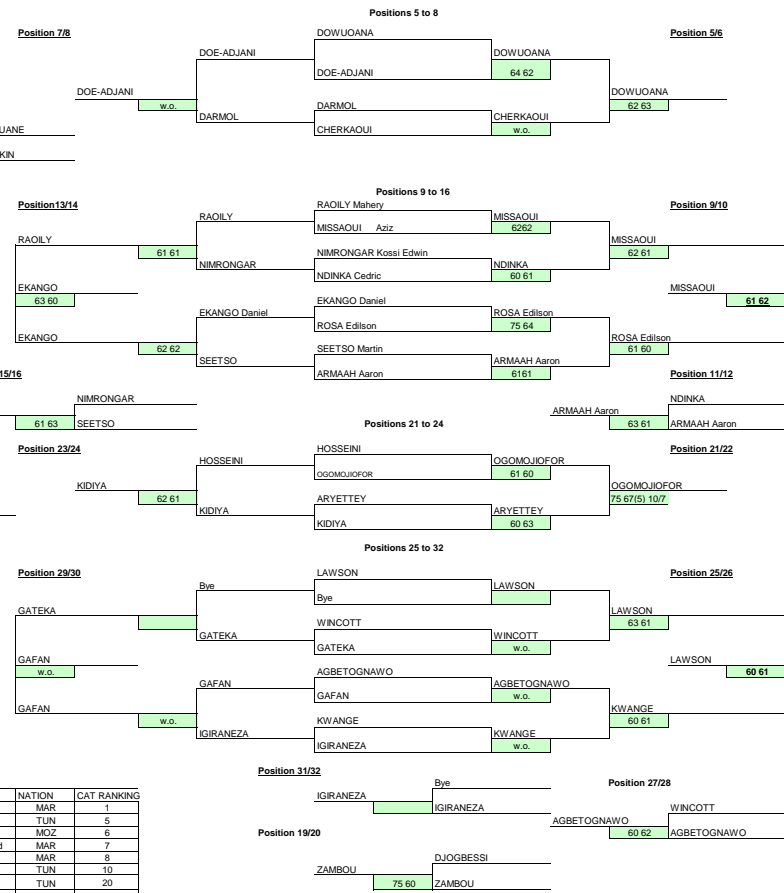 Positions 5 to 8
Position 7/8 DOWUOANA Position 5/6
DOE-ADJANI DOWUOANA
DOE-ADJANI 64 62
DOE-ADJANI DOWUOANA
w.o. DARMOL 62 63
DARMOL CHERKAOUI
UANE CHERKAOUI w.o.
KIN
Positions 9 to 16
Position13/14 RAOILY Mahery Position 9/10
RAOILY MISSAOUI
MISSAOUI Aziz 6262
RAOILY MISSAOUI
61 61 NIMRONGAR Kossi Edwin 62 61
NIMRONGAR NDINKA
NDINKA Cedric 60 61
EKANGO MISSAOUI
63 60 EKANGO Daniel 61 62
EKANGO Daniel ROSA Edilson
ROSA Edilson 75 64
EKANGO ROSA Edilson
62 62 SEETSO Martin 61 60
SEETSO ARMAAH Aaron
15/16 ARMAAH Aaron 6161 Position 11/12
NIMRONGAR NDINKA
ARMAAH Aaron
61 63 SEETSO Positions 21 to 24 63 61 ARMAAH Aaron
Position 23/24 HOSSEINI Position 21/22
HOSSEINI OGOMOJIOFOR
OGOMOJIOFOR 61 60
KIDIYA OGOMOJIOFOR
62 61 ARYETTEY 75 67(5) 10/7
KIDIYA ARYETTEY
KIDIYA 60 63
Positions 25 to 32
Position 29/30 LAWSON Position 25/26
Bye LAWSON
Bye
GATEKA LAWSON
WINCOTT 63 61
GATEKA WINCOTT
GATEKA w.o.
GAFAN LAWSON
w.o. AGBETOGNAWO 60 61
GAFAN AGBETOGNAWO
GAFAN w.o.
GAFAN KWANGE
w.o. KWANGE 60 61
IGIRANEZA KWANGE
IGIRANEZA w.o.
Position 31/32
Bye Position 27/28
NATION CAT RANKING IGIRANEZA
MAR 1 IGIRANEZA WINCOTT
TUN 5 AGBETOGNAWO
MOZ 6 Position 19/20 60 62 AGBETOGNAWO
d MAR 7
MAR 8 DJOGBESSI
TUN 10 ZAMBOU
TUN 20 75 60 ZAMBOU